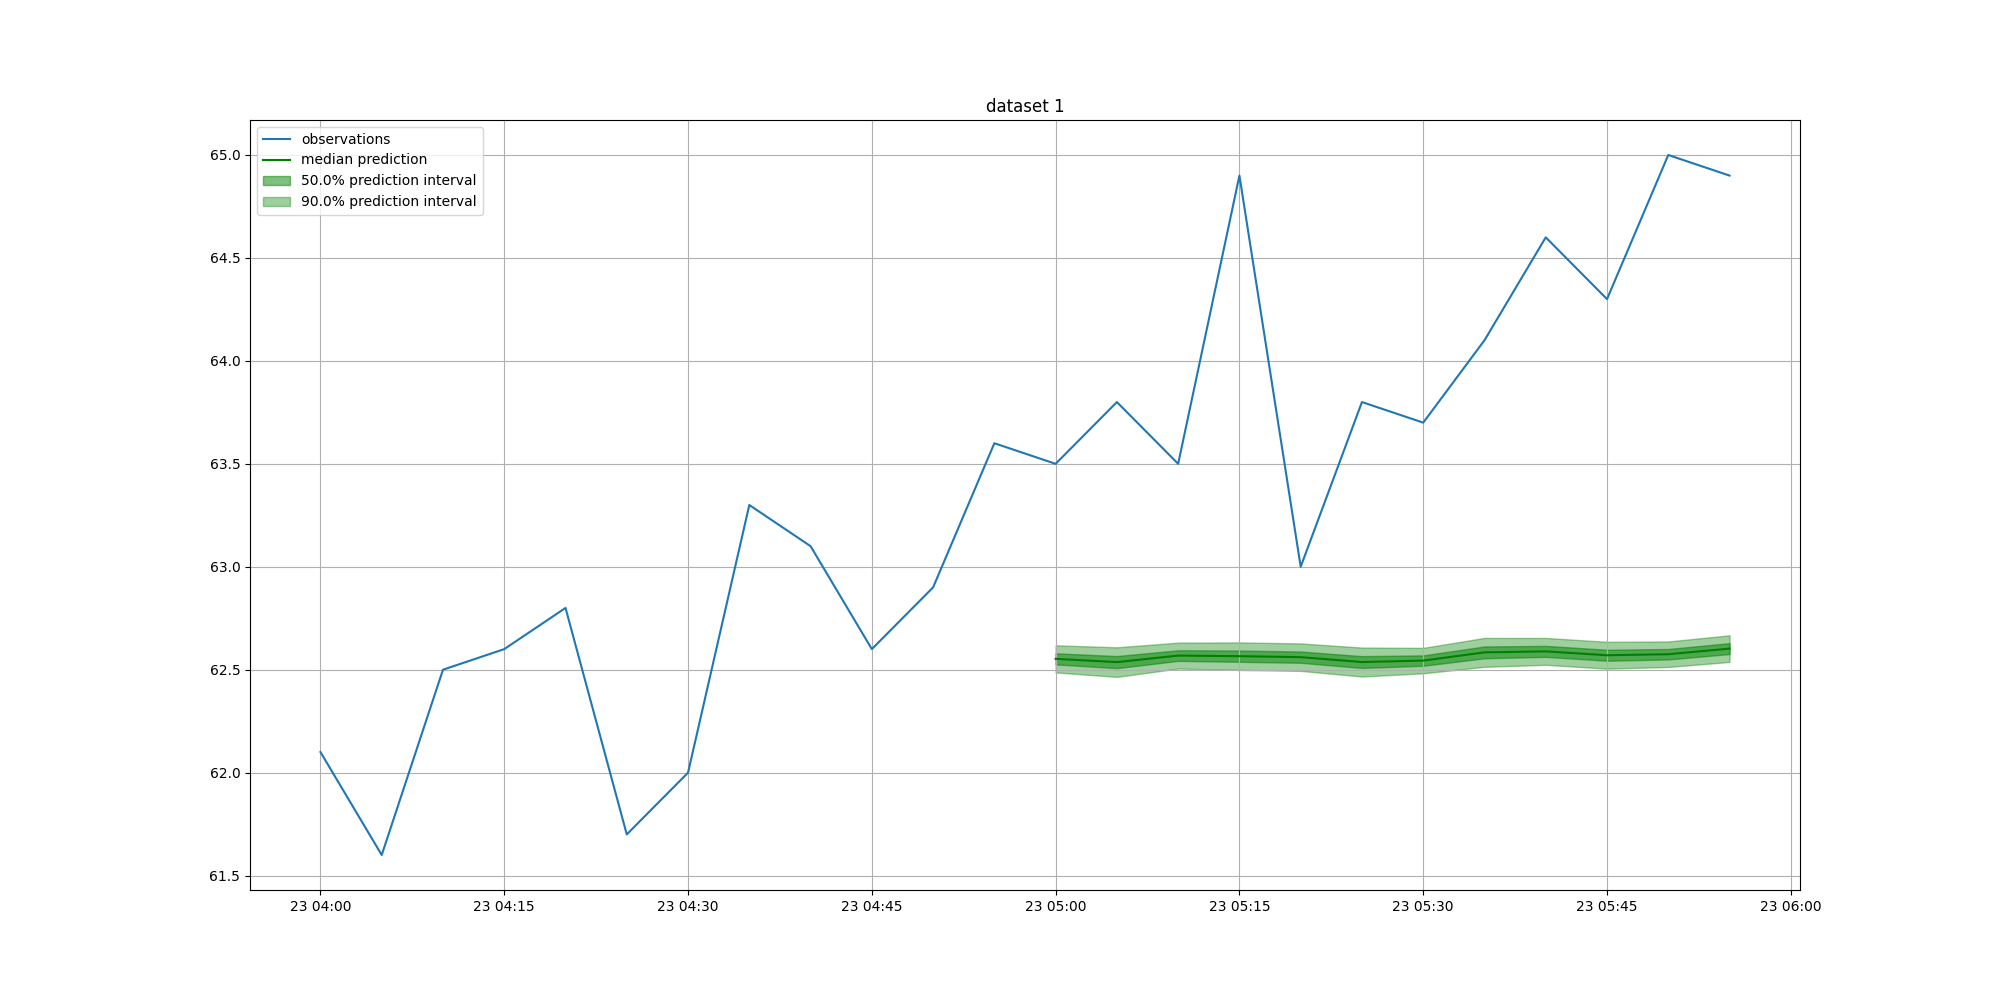 dataset 1
observations
median prediction
50.0% prediction interval
90.0% prediction interval
65.0
64.5
64.0
63.5
63.0
62.5
62.0
61.5
23 04:00 23 04:15 23 04:30 23 04:45 23 05:00 23 05:15 23 05:30 23 05:45 23 06:00